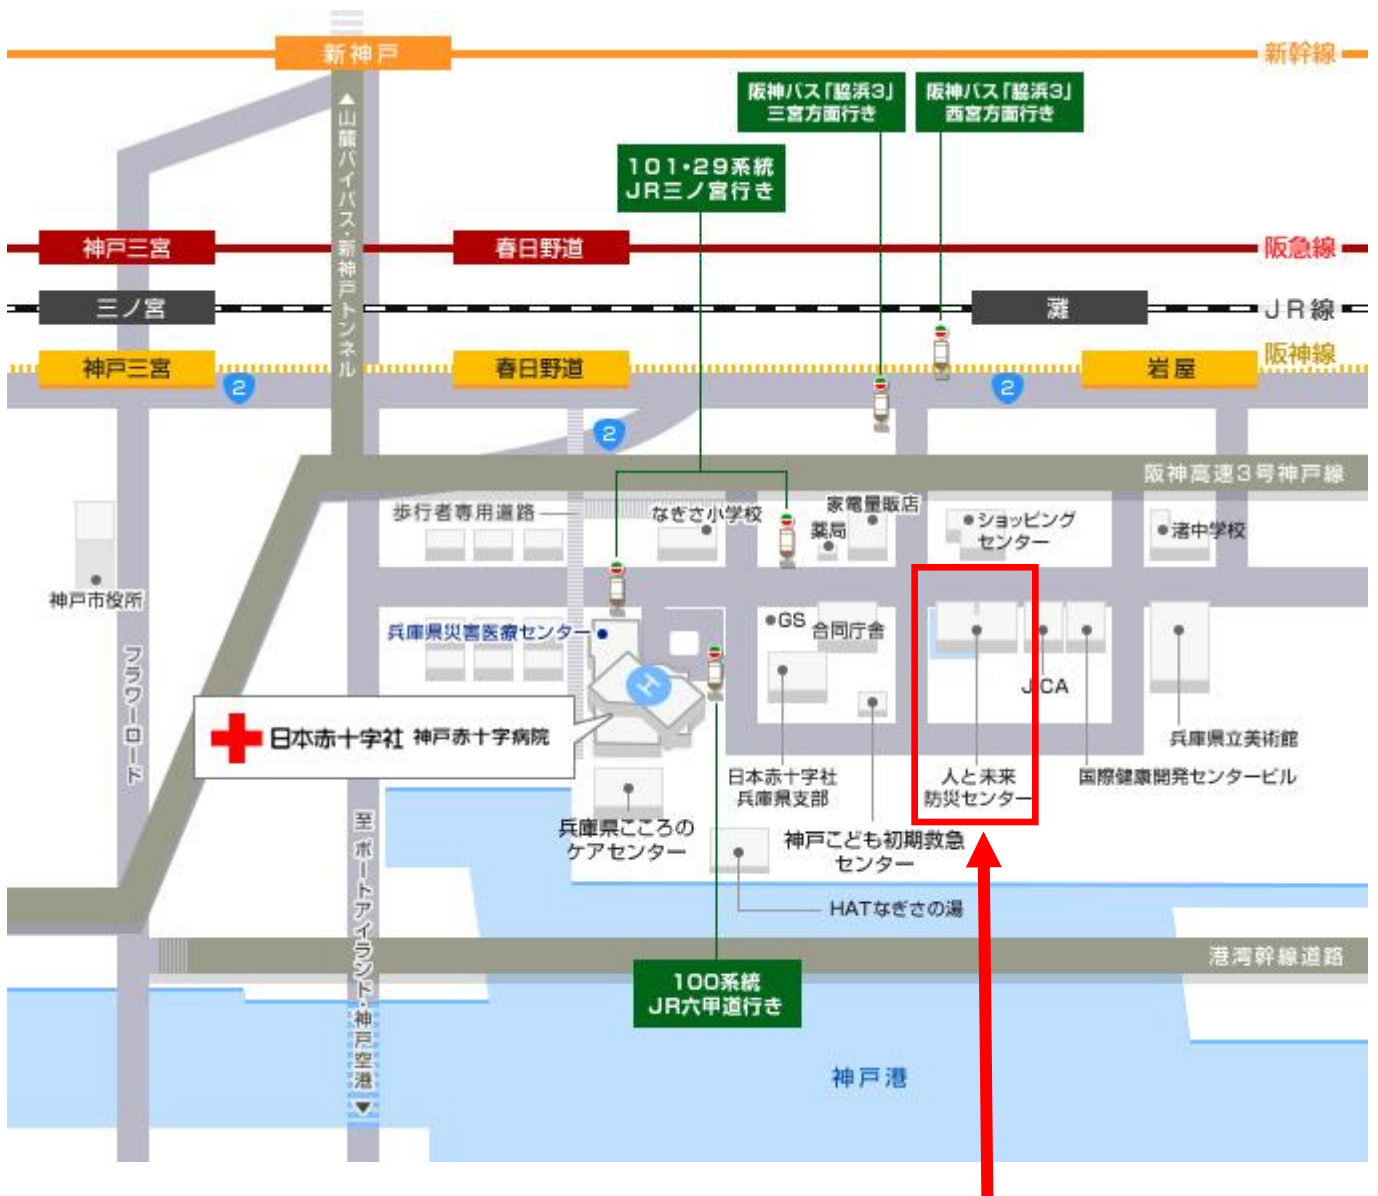 新神戸
新幹線
阪神バス「脇浜3」
三宮方面行き
阪神バス「脇浜3」
西宮方面行き
▲山麓バイパス・新神戸トンネル
101・29系統
JR三ノ宮行き
神戸三宮
春日野道
阪急線
三ノ宮
灘
JR線
神戸三宮
春日野道
岩屋
阪神線
2
2
2
阪神高速3号神戸線
歩行者専用道路
なぎさ小学校
家電量販店
薬局
ショッピング
センター
渚中学校
神戸市役所
兵庫県災害医療センター
GS
合同庁舎
H
JICA
フラワーロード
日本赤十字社 神戸赤十字病院
兵庫県立美術館
日本赤十字社
兵庫県支部
人と未来
防災センター
国際健康開発センタービル
兵庫県こころの
ケアセンター
神戸こども初期救急
センター
HATなぎさの湯
至 ポートアイランド・神戸空港▼
港湾幹線道路
100系統
JR六甲道行き
神戸港